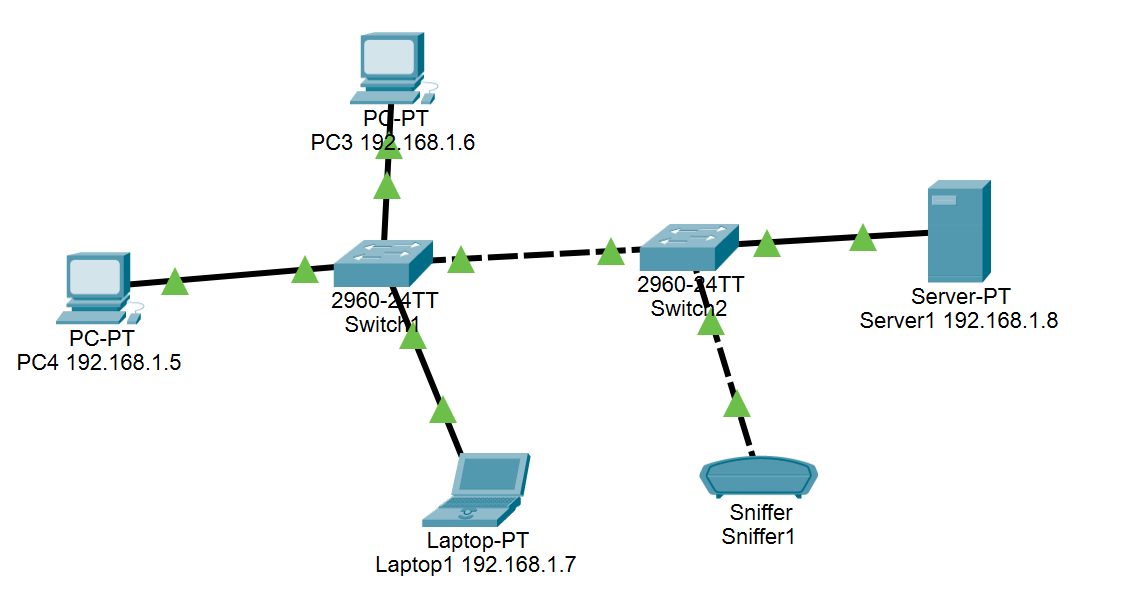 PC-PT
PC3 192.168.1.6
PC-PT
PC4 192.168.1.5
2960-24TT
Switch1
2960-24TT
Switch2
Server-PT
Server1 192.168.1.8
Laptop-PT
Laptop1 192.168.1.7
Sniffer
Sniffer1